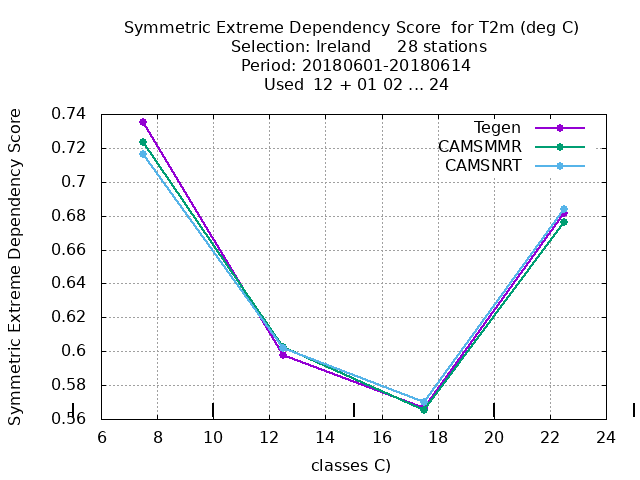 Symmetric Extreme Dependency Score  for T2m (deg C)
Selection: Ireland     28 stations
Period: 20180601-20180614
Used  12 + 01 02 ... 24
Symmetric Extreme Dependency Score
0.74
0.72
0.7
0.68
0.66
0.64
0.62
0.6
0.58
0.56
Tegen
CAMSMMR
CAMSNRT
6 8 10 12 14 16 18 20 22 24
classes C)